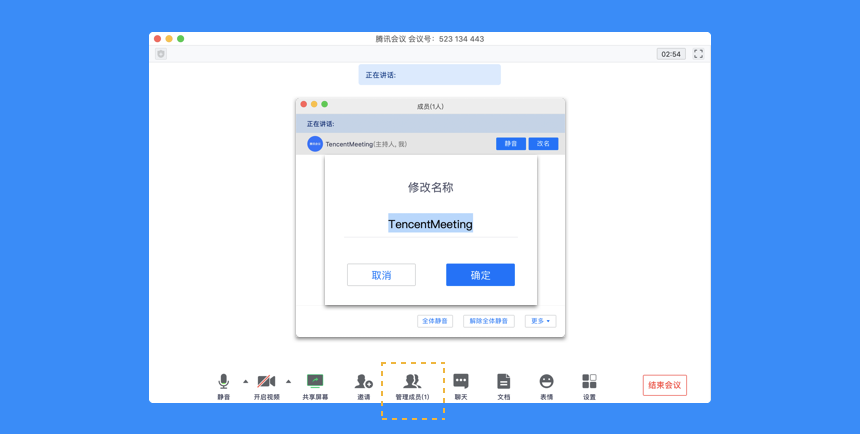 腾讯会议 会议号：523 134 443
02:54
正在讲话:
成员(1人)
正在讲话:
TencentMeeting(主持人, 我)
静音
改名
修改名称
TencentMeeting
取消
确定
全体静音
解除全体静音
更多
静音
开启视频
共享屏幕
邀请
管理成员(1)
聊天
文档
表情
设置
结束会议